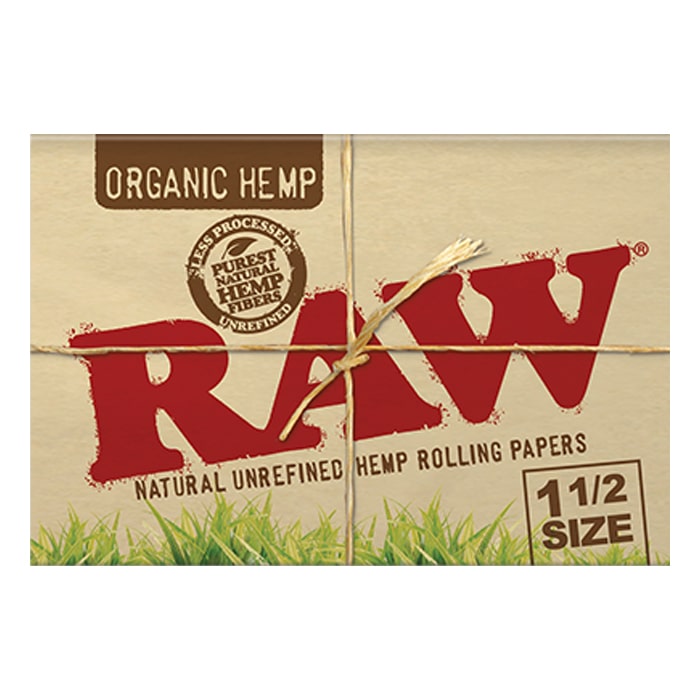 ORGANIC HEMP
LESS PROCESSED
PUREST
NATURAL
HEMP
FIBERS
UNREFINED
RAW®
NATURAL UNREFINED HEMP ROLLING PAPERS
1 1/2
SIZE